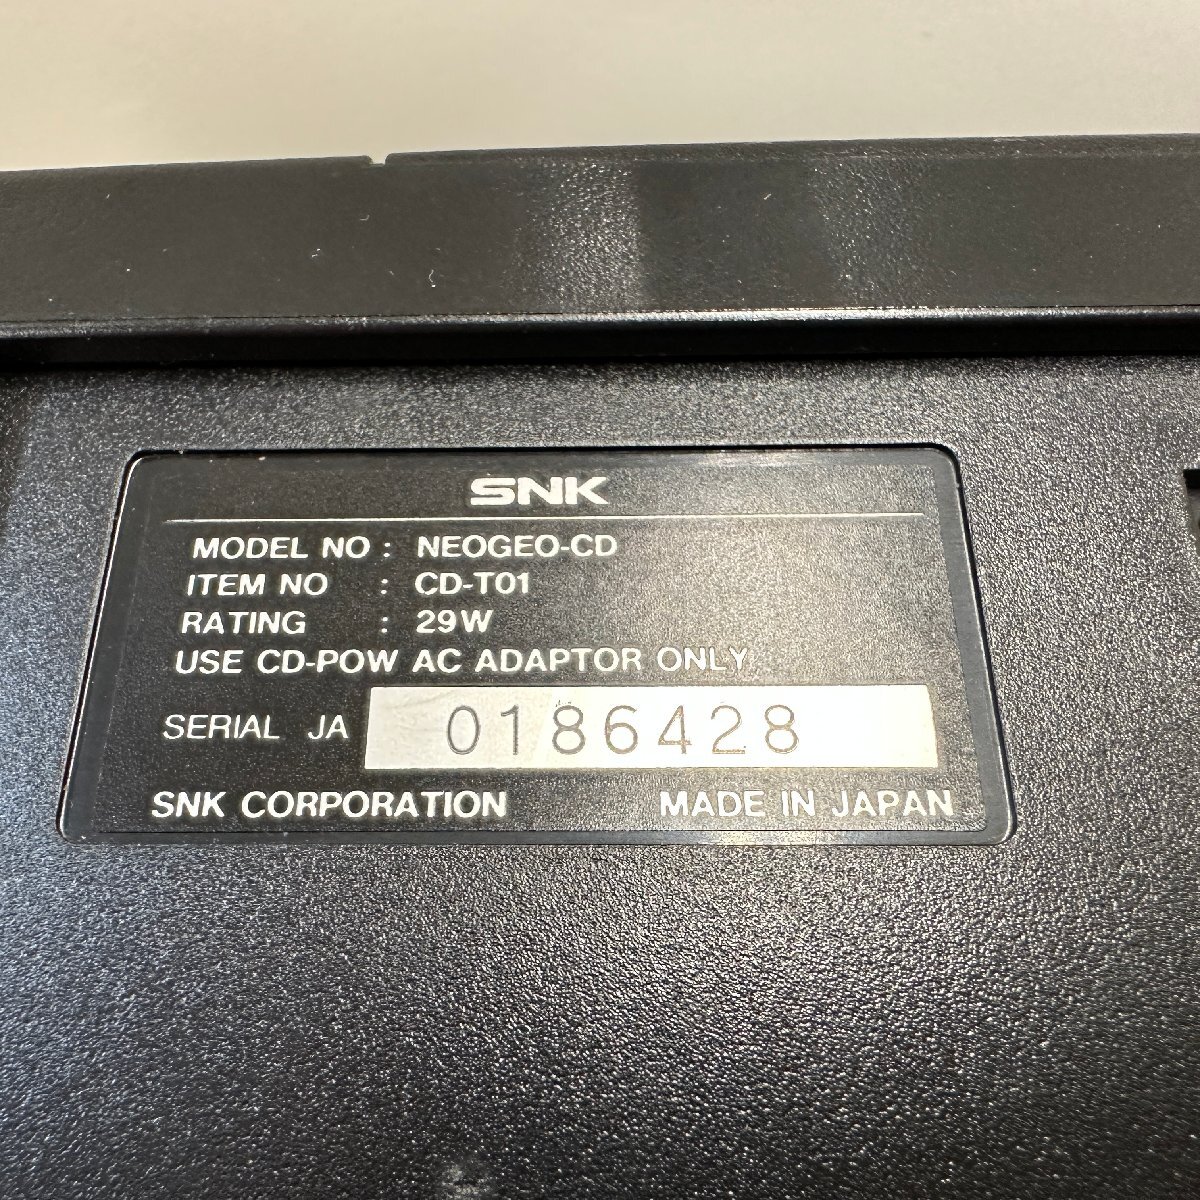 SNK
MODEL NO : NEOGEO-CD
ITEM NO : CD-T01
RATING : 29W
USE CD-POW AC ADAPTOR ONLY
SERIAL JA 0186428
SNK CORPORATION MADE IN JAPAN